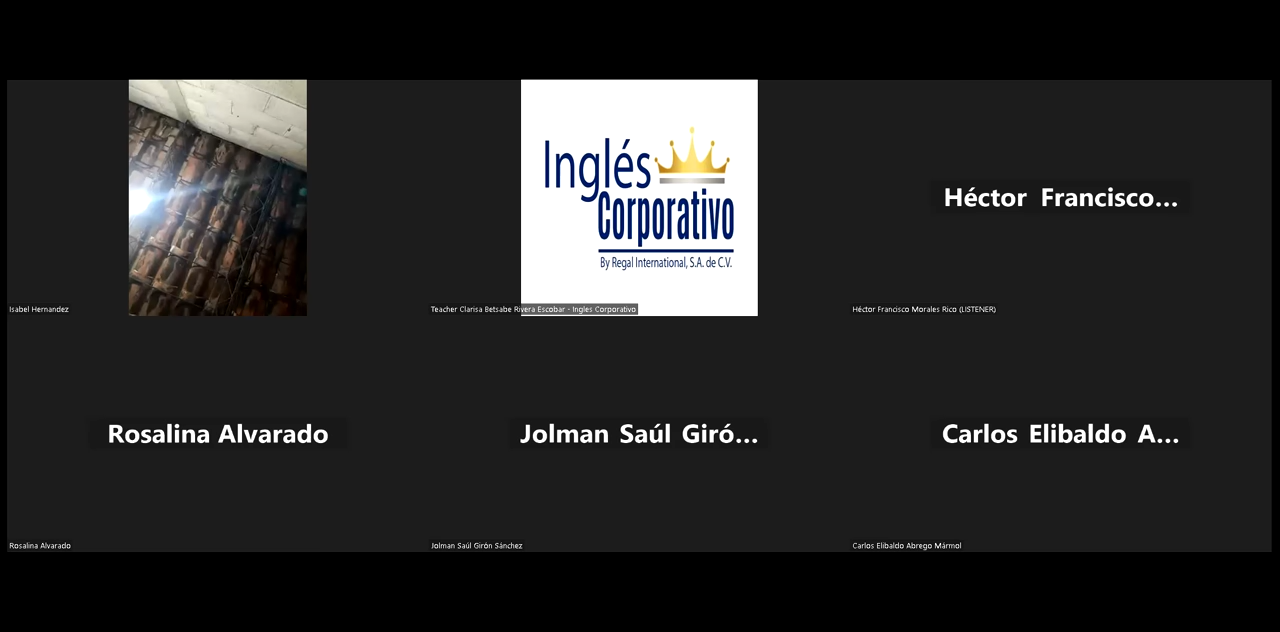 Inglés
Corporativo
By Regal International, S.A. de C.V.
Héctor Francisco...
Isabel Hernandez
Teacher Clarisa Betsabe Rivera Escobar - Ingles Corporativo
Héctor Francisco Morales Rico (LISTENER)
Rosalina Alvarado
Jolman Saúl Giró...
Carlos Elibaldo A...
Rosalina Alvarado
Jolman Saúl Girón Sánchez
Carlos Elibaldo Abrego Mármol